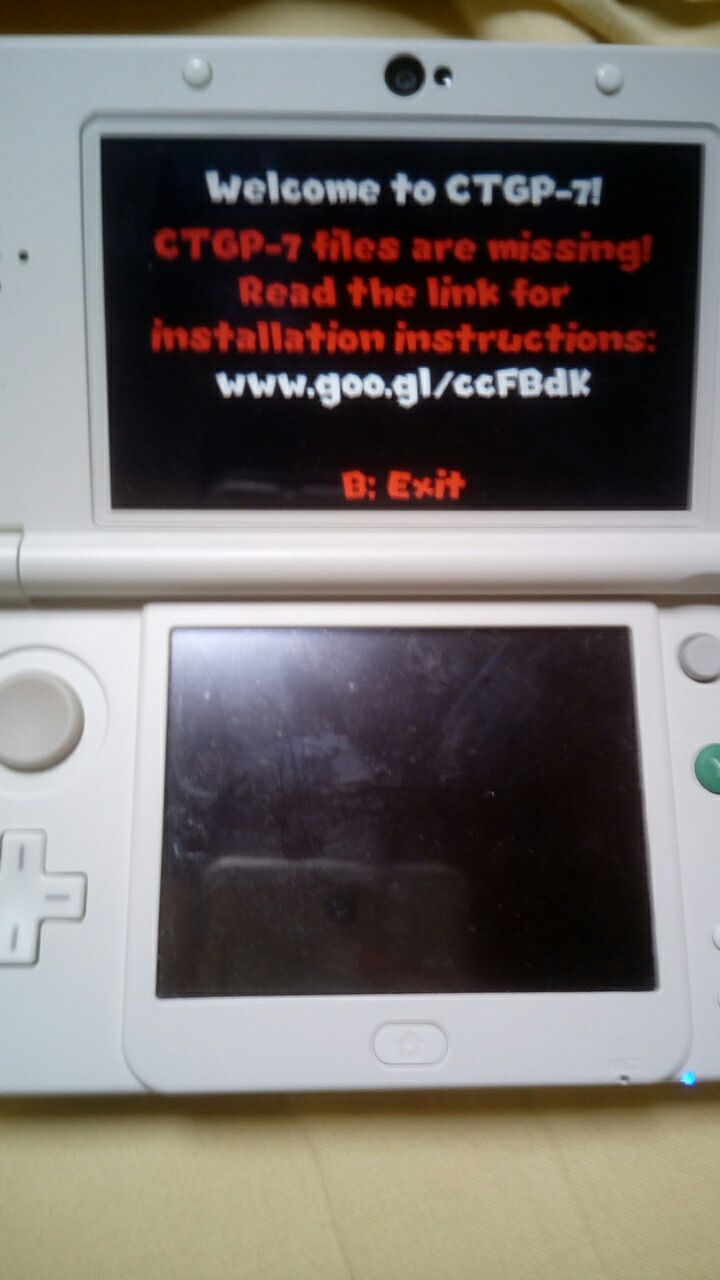 Welcome to CTGP-7!
CTGP-7 files are missing!
Read the link for
installation instructions:
www.goo.gl/ccFBdK
B: Exit